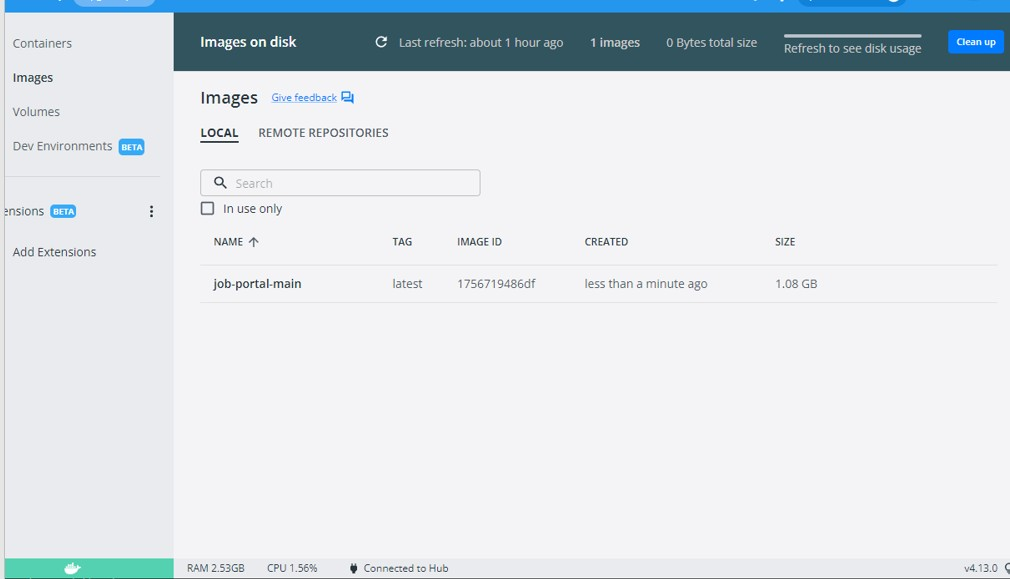 Containers
Images
Volumes
Dev Environments BETA
ensions BETA
Add Extensions
Images on disk
Last refresh: about 1 hour ago
1 images
0 Bytes total size
Refresh to see disk usage
Clean up
Images Give feedback
LOCAL REMOTE REPOSITORIES
Search
In use only
NAME TAG IMAGE ID CREATED SIZE
job-portal-main latest 1756719486df less than a minute ago 1.08 GB
RAM 2.53GB CPU 1.56% Connected to Hub v4.13.0